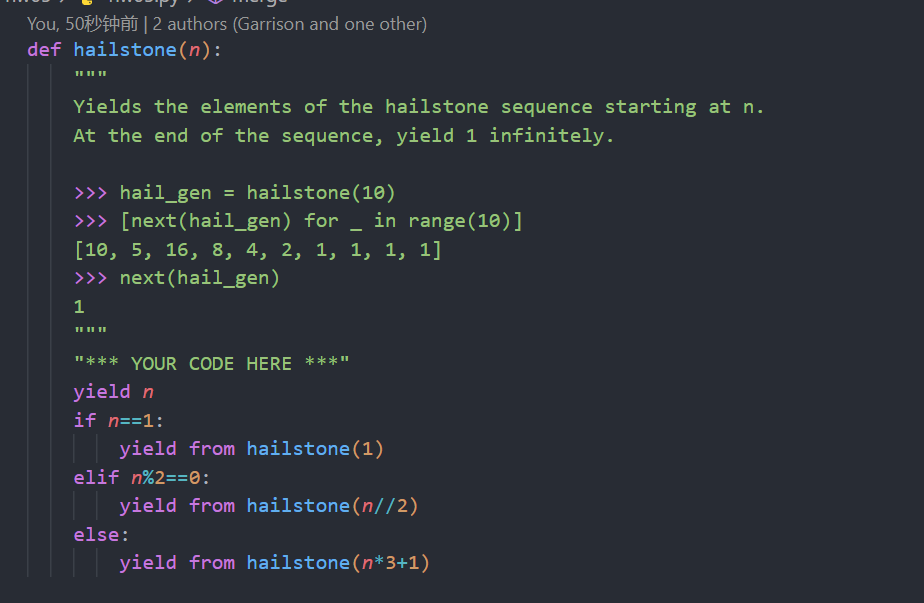 You, 50秒钟前 | 2 authors (Garrison and one other)
def hailstone(n):
"""
Yields the elements of the hailstone sequence starting at n.
At the end of the sequence, yield 1 infinitely.
>>> hail_gen = hailstone(10)
>>> [next(hail_gen) for _ in range(10)]
[10, 5, 16, 8, 4, 2, 1, 1, 1, 1]
>>> next(hail_gen)
1
"""
"*** YOUR CODE HERE ***"
yield n
if n==1:
yield from hailstone(1)
elif n%2==0:
yield from hailstone(n//2)
else:
yield from hailstone(n*3+1)